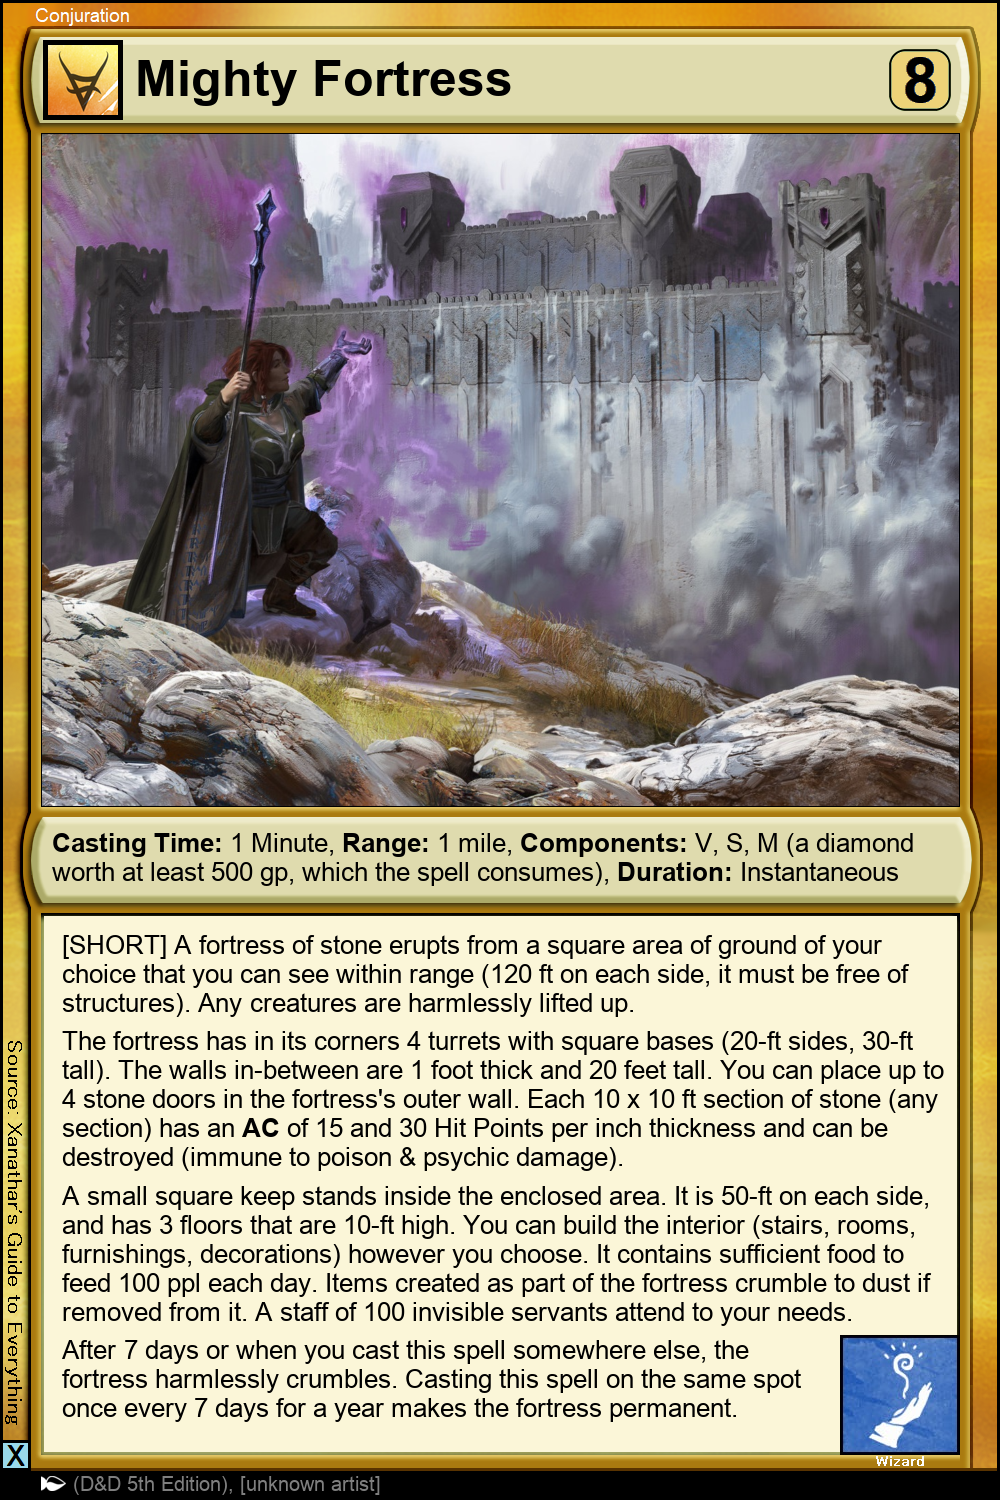 Conjuration
Mighty Fortress
8
Casting Time: 1 Minute, Range: 1 mile, Components: V, S, M (a diamond
worth at least 500 gp, which the spell consumes), Duration: Instantaneous
[SHORT] A fortress of stone erupts from a square area of ground of your
choice that you can see within range (120 ft on each side, it must be free of
structures). Any creatures are harmlessly lifted up.
The fortress has in its corners 4 turrets with square bases (20-ft sides, 30-ft
tall). The walls in-between are 1 foot thick and 20 feet tall. You can place up to
4 stone doors in the fortress's outer wall. Each 10 x 10 ft section of stone (any
section) has an AC of 15 and 30 Hit Points per inch thickness and can be
destroyed (immune to poison & psychic damage).
A small square keep stands inside the enclosed area. It is 50-ft on each side,
and has 3 floors that are 10-ft high. You can build the interior (stairs, rooms,
furnishings, decorations) however you choose. It contains sufficient food to
feed 100 ppl each day. Items created as part of the fortress crumble to dust if
removed from it. A staff of 100 invisible servants attend to your needs.
After 7 days or when you cast this spell somewhere else, the
fortress harmlessly crumbles. Casting this spell on the same spot
once every 7 days for a year makes the fortress permanent.
Wizard
Source: Xanathar's Guide to Everything
X
(D&D 5th Edition), [unknown artist]